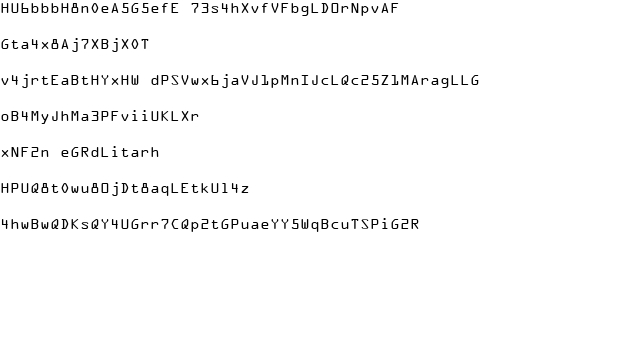 HU6bbbH8n0eA5G5efE 73s4hXvfVFbgLDOrNpvAF
Gta4x8Aj7XBjX0T
v4jrtEaBtHYxHW dPSVwx6jaVJ1pMnIJcLQc25Z1MAragLLG
oB4MyJhMa3PFviiUKLXr
xNF2n eGRdLitarh
HPUQ8t0wu8OjDt8aqLEtkUl4z
4hwBwQDKsQY4UGrr7CQp2tGPuaeYY5WqBcuTSPiG2R